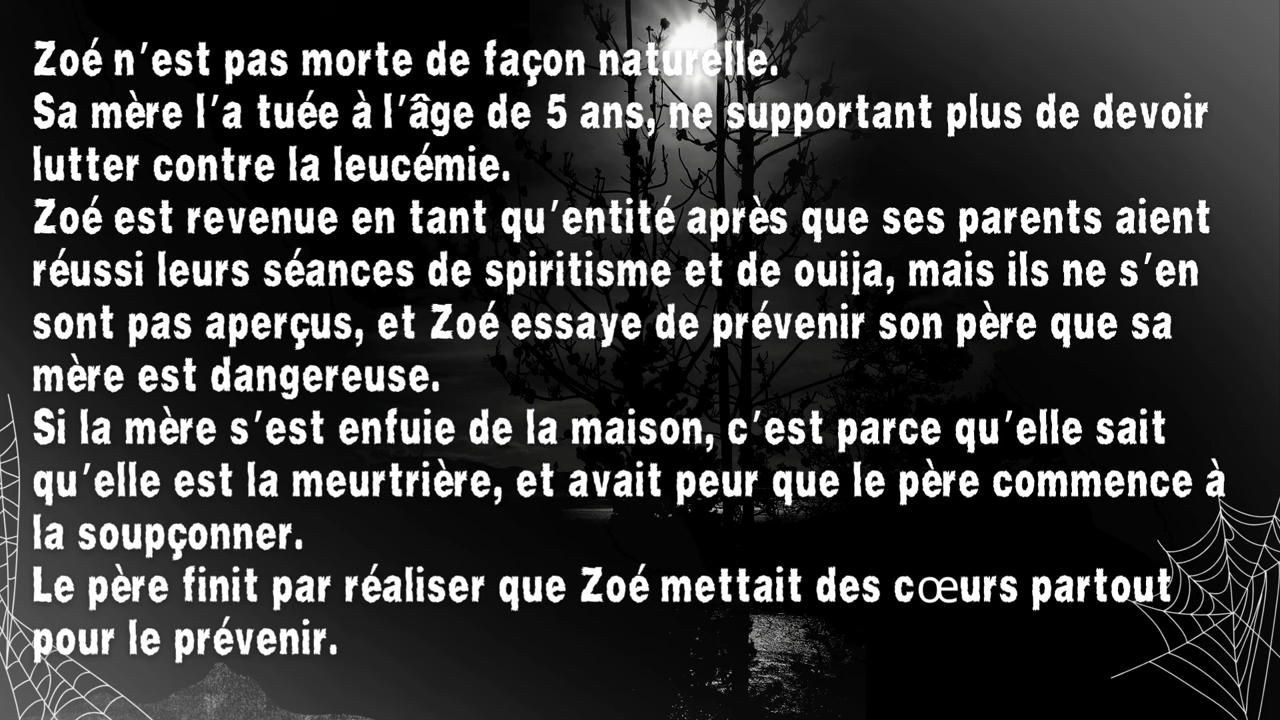 Zoé n'est pas morte de façon naturelle.
Sa mère l'a tuée à l'âge de 5 ans, ne supportant plus de devoir
lutter contre la leucémie.
Zoé est revenue en tant qu'entité après que ses parents aient
réussi leurs séances de spiritisme et de ouija, mais ils ne s'en
sont pas aperçus, et Zoé essaye de prévenir son père que sa
mère est dangereuse.
Si la mère s'est enfuie de la maison, c'est parce qu'elle sait
qu'elle est la meurtrière, et avait peur que le père commence à
la soupçonner.
Le père finit par réaliser que Zoé mettait des cœurs partout
pour le prévenir.